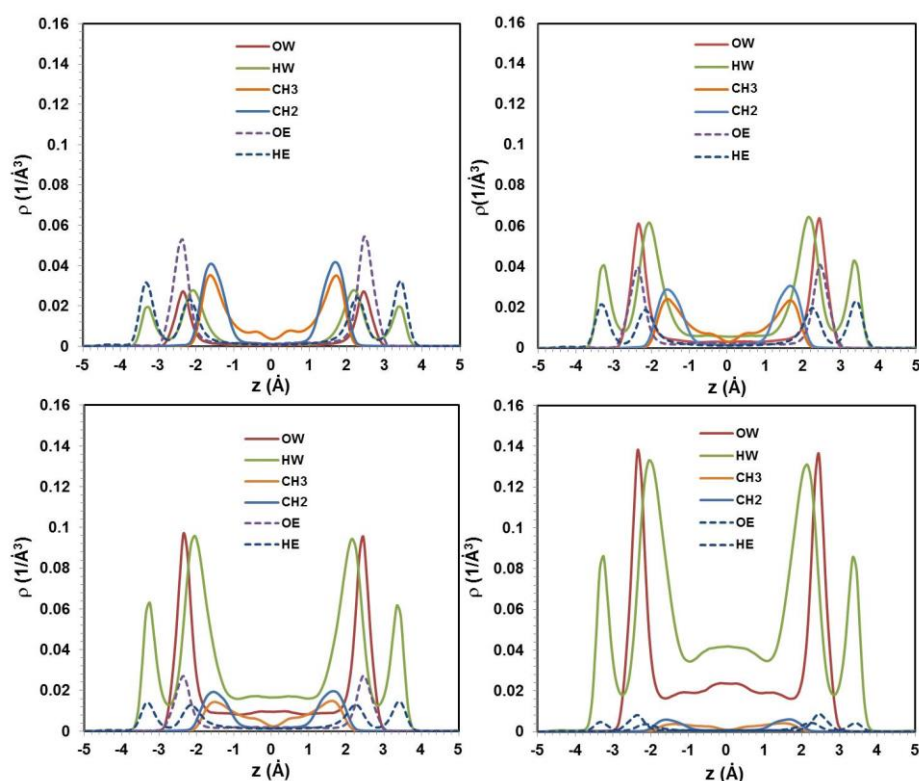 0.16
0.14
0.12
0.1
0.08
0.06
0.04
0.02
0
ρ (1/Å³)
OW
HW
CH3
CH2
OE
HE
-5 -4 -3 -2 -1 0 1 2 3 4 5
z (Å)
0.16
0.14
0.12
0.1
0.08
0.06
0.04
0.02
0
ρ(1/Å³)
OW
HW
CH3
CH2
OE
HE
-5 -4 -3 -2 -1 0 1 2 3 4 5
z (Å)
0.16
0.14
0.12
0.1
0.08
0.06
0.04
0.02
0
ρ (1/Å³)
OW
HW
CH3
CH2
OE
HE
-5 -4 -3 -2 -1 0 1 2 3 4 5
z (Å)
0.16
0.14
0.12
0.1
0.08
0.06
0.04
0.02
0
ρ (1/Å³)
OW
HW
CH3
CH2
OE
HE
-5 -4 -3 -2 -1 0 1 2 3 4 5
z (Å)